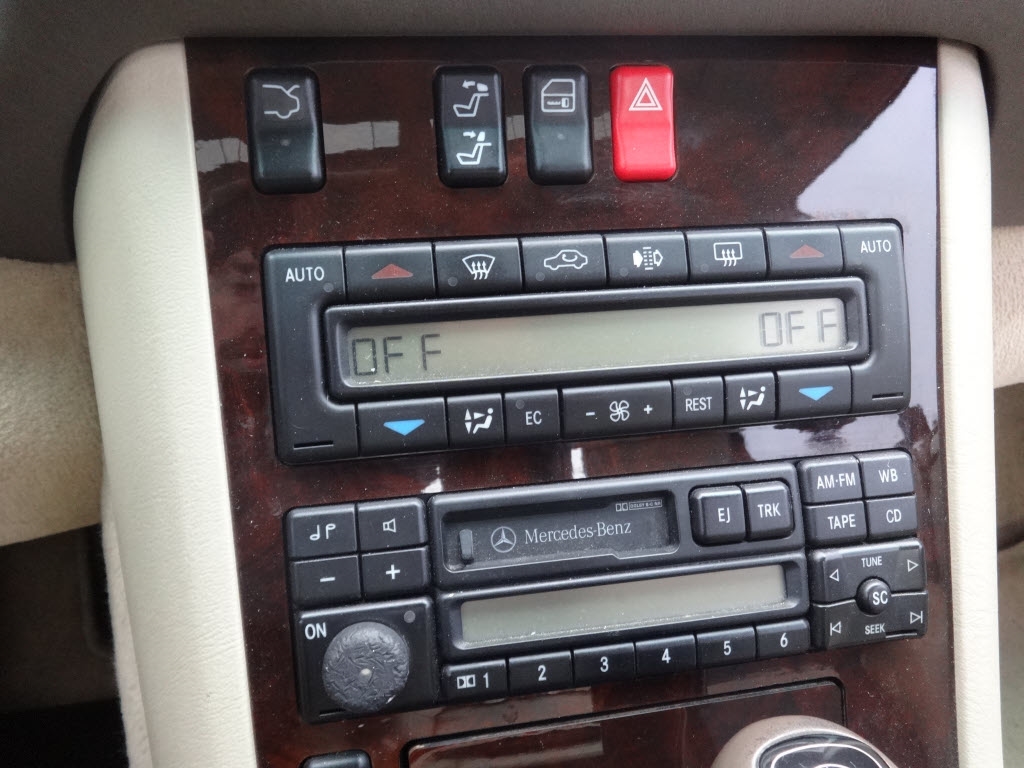 AUTO AUTO
OFF OFF
EC - + REST
EJ TRK
AM-FM WB
TAPE CD
Mercedes-Benz
- +
TUNE
SC
SEEK
ON
1 2 3 4 5 6